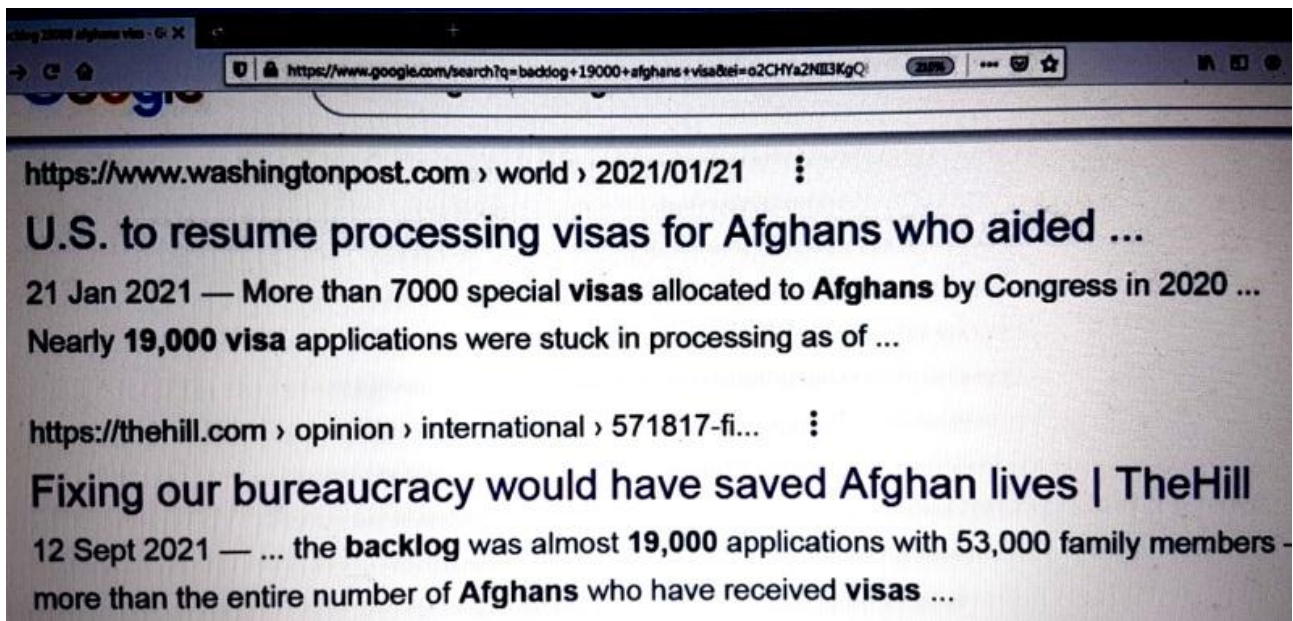 https://www.google.com/search?q=backlog+19000+afghans+visa&ei=
Google
https://www.washingtonpost.com › world › 2021/01/21
U.S. to resume processing visas for Afghans who aided ...
21 Jan 2021 — More than 7000 special visas allocated to Afghans by Congress in 2020 ...
Nearly 19,000 visa applications were stuck in processing as of ...
https://thehill.com › opinion › international › 571817-fi...
Fixing our bureaucracy would have saved Afghan lives | TheHill
12 Sept 2021 — ... the backlog was almost 19,000 applications with 53,000 family members -
more than the entire number of Afghans who have received visas ...